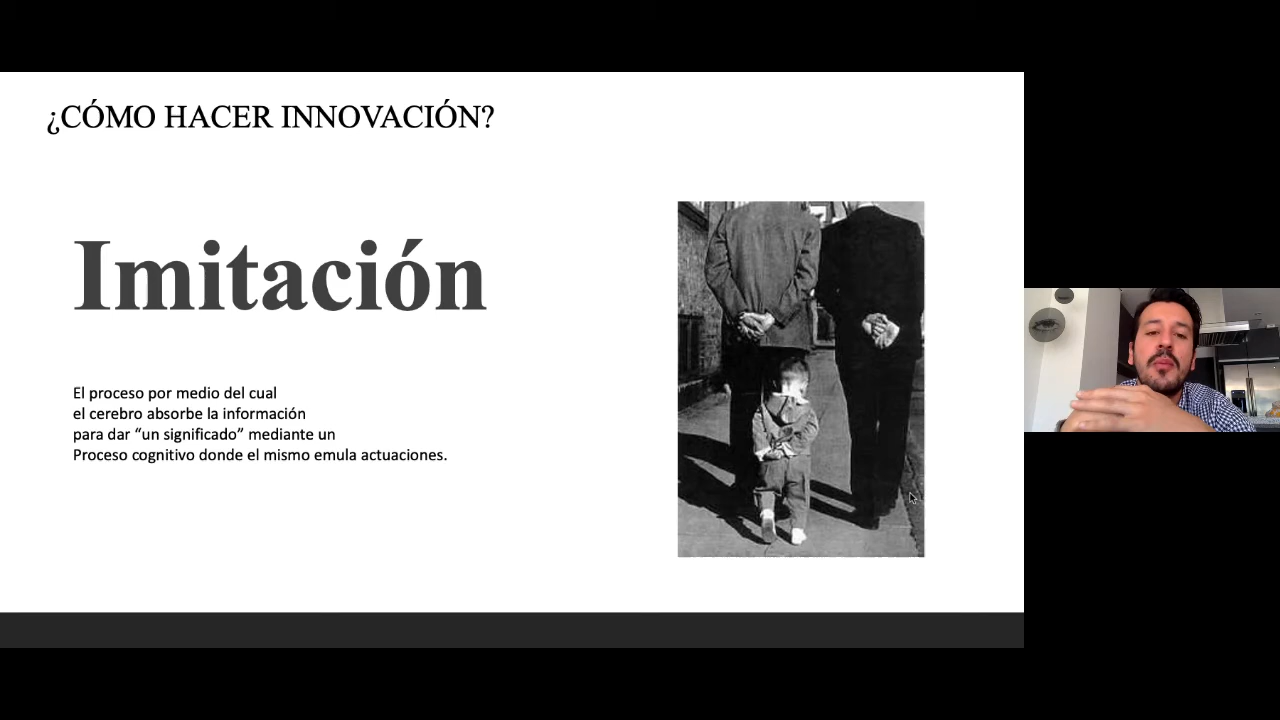 ¿CÓMO HACER INNOVACIÓN?
Imitación
El proceso por medio del cual
el cerebro absorbe la información
para dar “un significado” mediante un
Proceso cognitivo donde el mismo emula actuaciones.